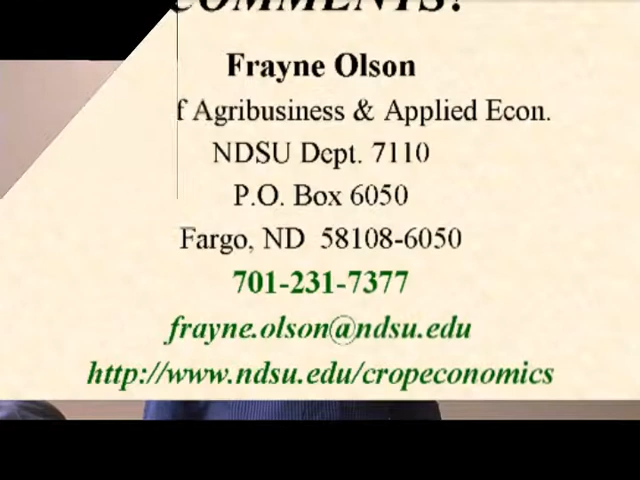 COMMENTS!
Frayne Olson
f Agribusiness & Applied Econ.
NDSU Dept. 7110
P.O. Box 6050
Fargo, ND 58108-6050
701-231-7377
frayne.olson@ndsu.edu
http://www.ndsu.edu/cropeconomics